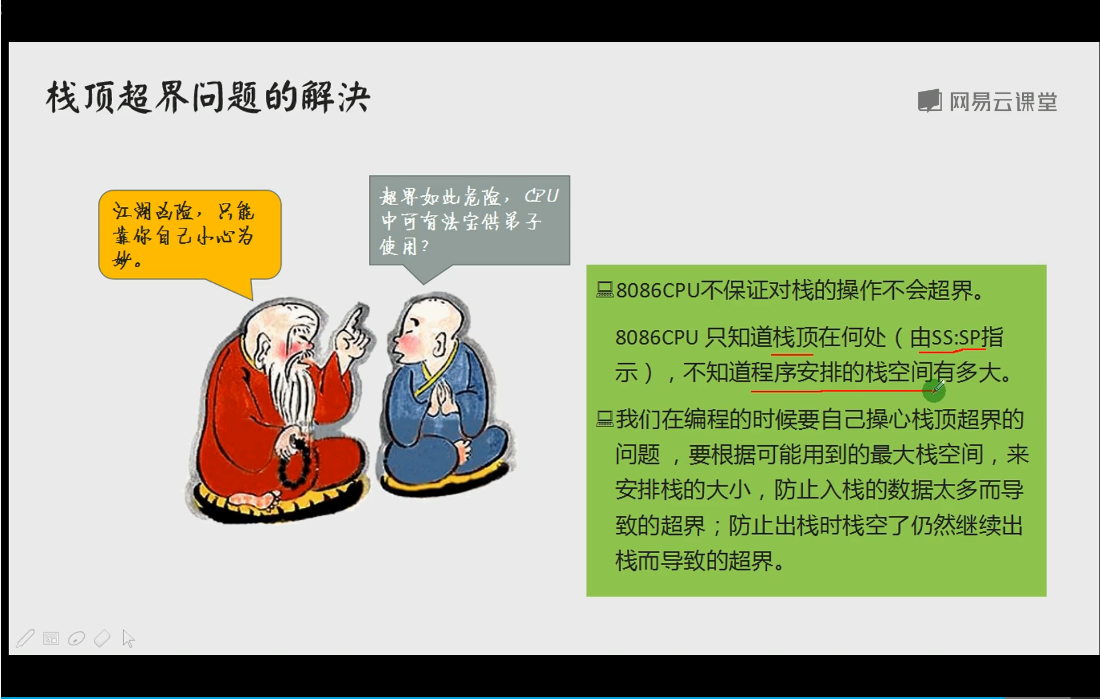 栈顶超界问题的解决
网易云课堂
江湖凶险，只能
靠你自己小心为
妙。
超界如此危险，CPU
中可有法宝供弟子
使用？
8086CPU不保证对栈的操作不会超界。
8086CPU 只知道栈顶在何处（由SS:SP指
示），不知道程序安排的栈空间有多大。
我们在编程的时候要自己操心栈顶超界的
问题 ，要根据可能用到的最大栈空间，来
安排栈的大小，防止入栈的数据太多而导
致的超界；防止出栈时栈空了仍然继续出
栈而导致的超界。